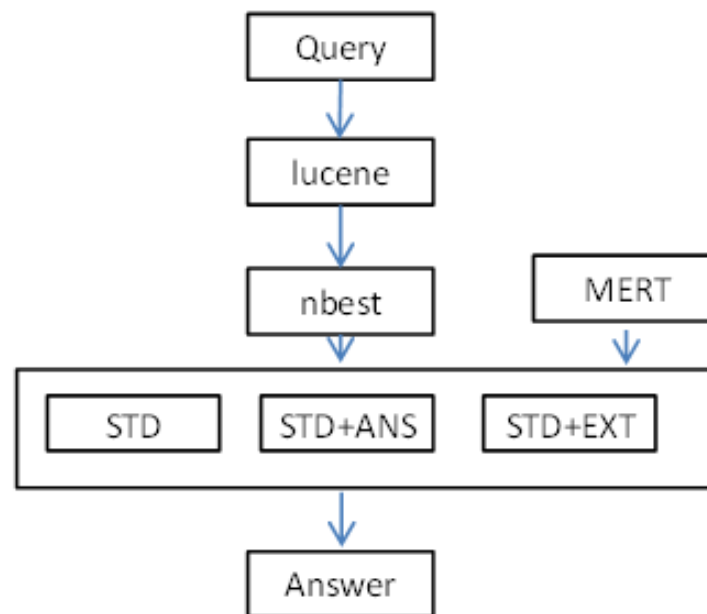 Query
lucene
nbest
MERT
STD
STD+ANS
STD+EXT
Answer